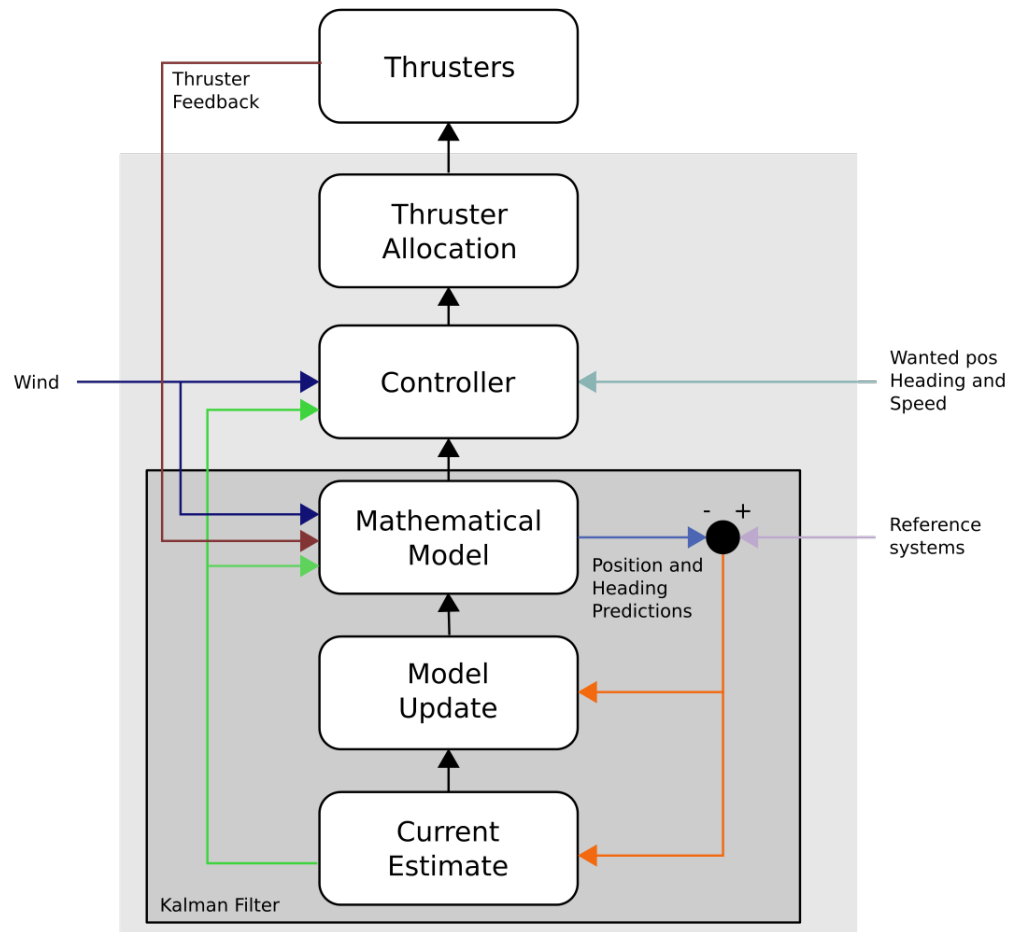 Thrusters
Thruster
Feedback
Thruster
Allocation
Controller
Wind
Wanted pos
Heading and
Speed
Mathematical
Model
- +
Reference
systems
Position and
Heading
Predictions
Model
Update
Current
Estimate
Kalman Filter